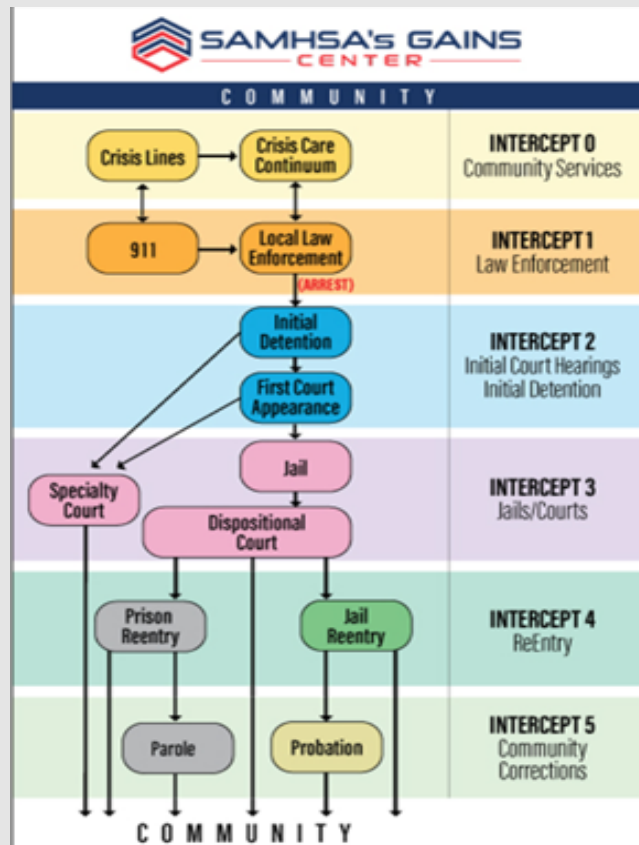 SAMHSA's GAINS
CENTER
COMMUNITY
Crisis Lines
Crisis Care
Continuum
INTERCEPT 0
Community Services
911
Local Law
Enforcement
(ARREST)
INTERCEPT 1
Law Enforcement
Initial
Detention
First Court
Appearance
INTERCEPT 2
Initial Court Hearings
Initial Detention
Jail
Specialty
Court
Dispositional
Court
INTERCEPT 3
Jails/Courts
Prison
Reentry
Jail
Reentry
INTERCEPT 4
ReEntry
Parole
Probation
INTERCEPT 5
Community
Corrections
COMMUNITY